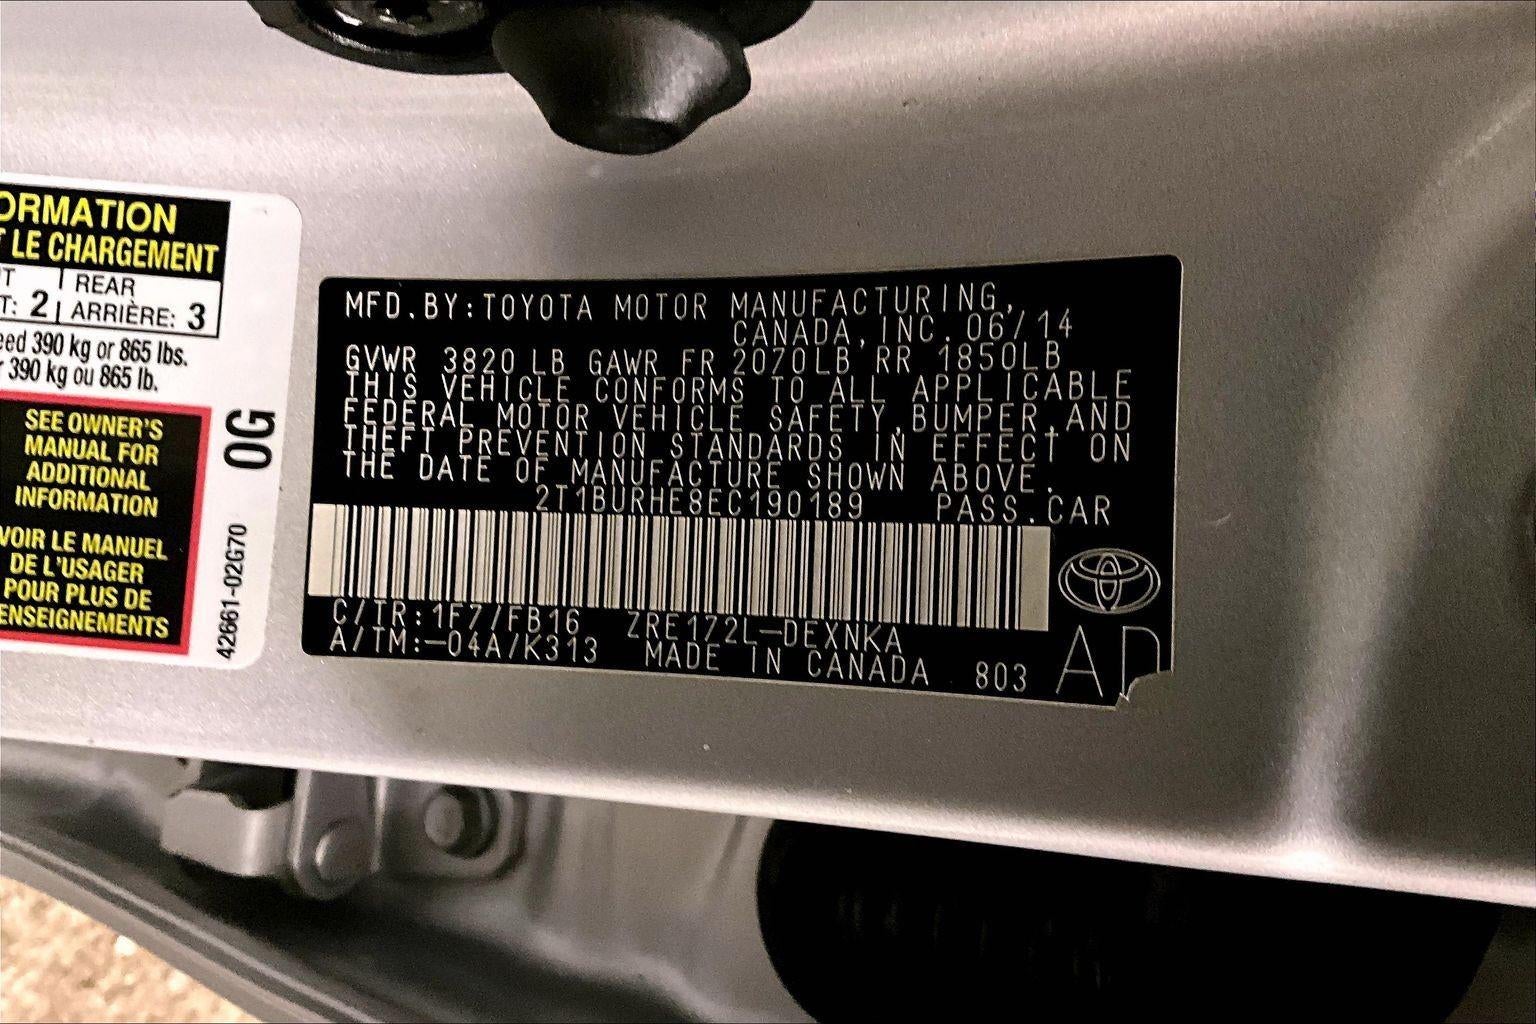 ORMATION
LE CHARGEMENT
REAR
2 ARRIÈRE: 3
390 kg or 865 lbs.
390 kg ou 865 lb.
SEE OWNER'S
MANUAL FOR
ADDITIONAL
INFORMATION
VOIR LE MANUEL
DE L'USAGER
POUR PLUS DE
ENSEIGNEMENTS
0G
42661-02G70
MFD.BY:TOYOTA MOTOR MANUFACTURING,
CANADA,INC.06/14
GVWR 3820 LB GAWR FR 2070LB RR 1850LB
THIS VEHICLE CONFORMS TO ALL APPLICABLE
FEDERAL MOTOR VEHICLE SAFETY,BUMPER,AND
THEFT PREVENTION STANDARDS IN EFFECT ON
THE DATE OF MANUFACTURE SHOWN ABOVE.
2T1BURHE8EC190189 PASS.CAR
C/TR:1F7/FB16 ZRE172L-DEXNKA
A/TM:-04A/K313 MADE IN CANADA 803